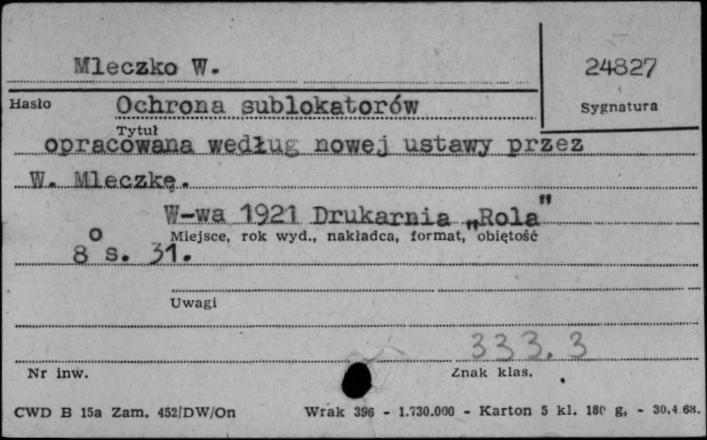 Mleczko W.
24827
Hasło
Ochrona sublokatorów
Sygnatura
Tytuł
opracowana według nowej ustawy przez
W. Mleczkę.
W-wa 1921 Drukarnia „Rola"
Miejsce, rok wyd., nakładca, format, objętość
8° s. 31.
Uwagi
333.3
Nr inw.
Znak klas.
CWD B 15a Zam. 452/DW/On Wrak 396 - 1.730.000 - Karton 5 kl. 180 g, - 30.4.68.